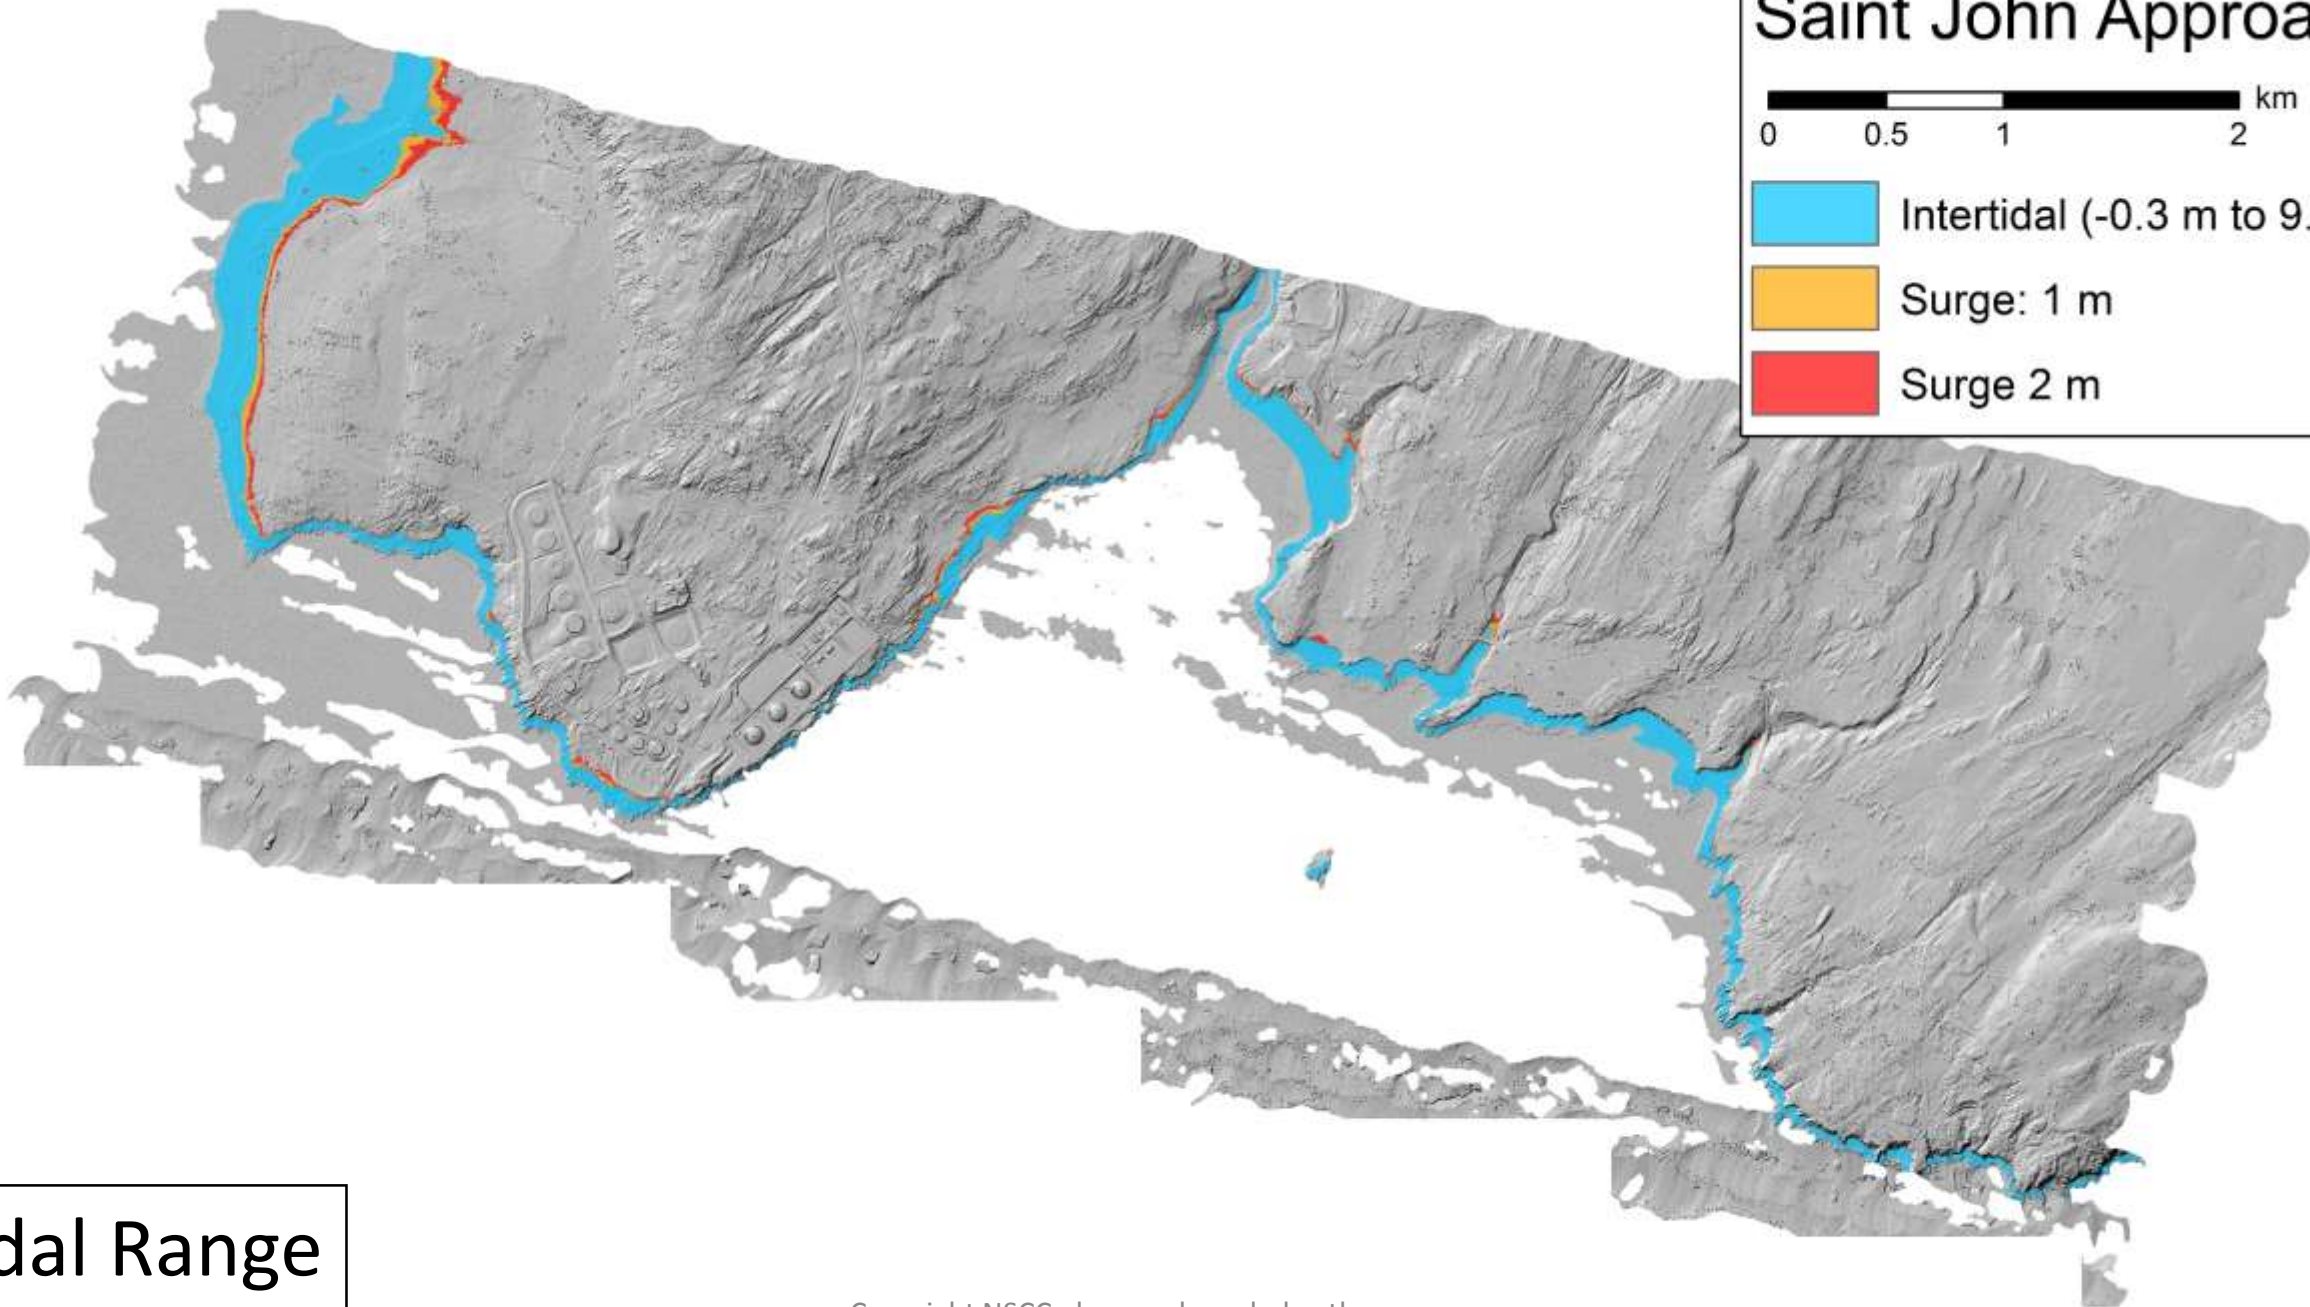 Saint John Approa
km
0 0.5 1 2
Intertidal (-0.3 m to 9.
Surge: 1 m
Surge 2 m
dal Range